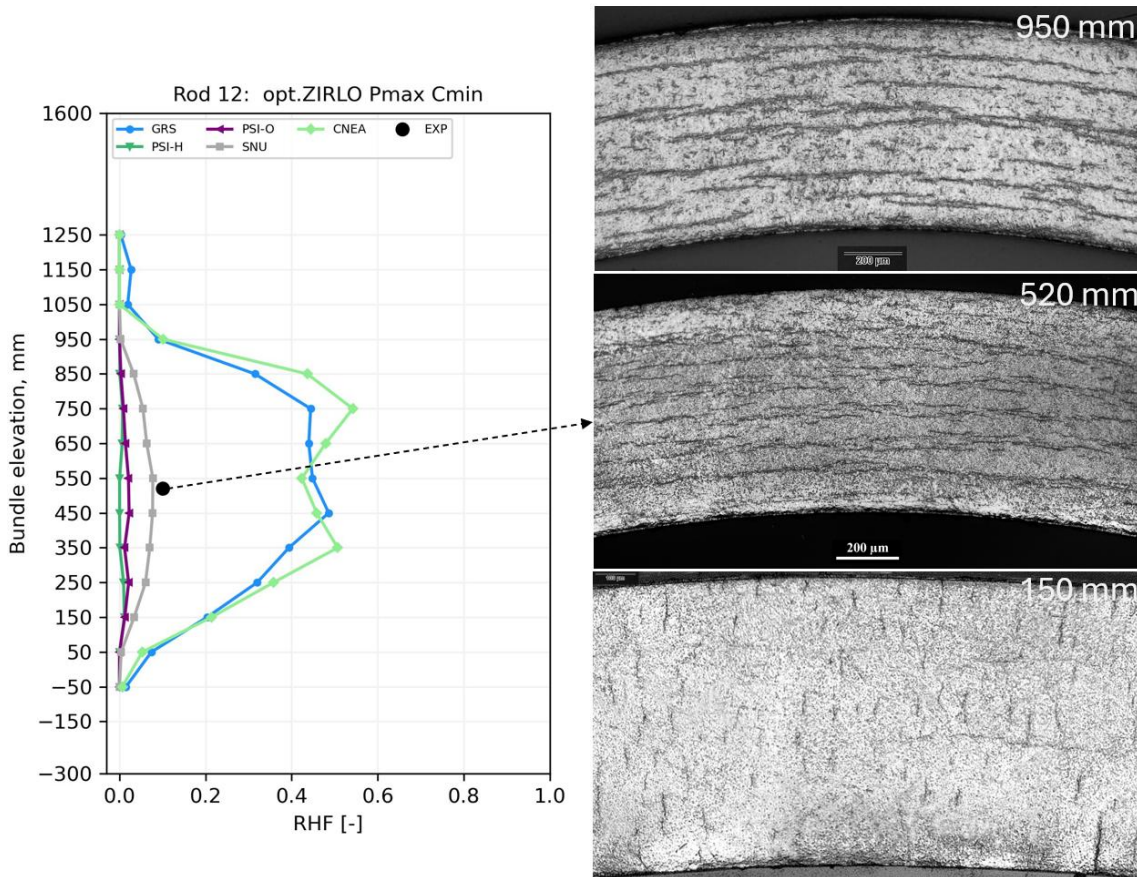 Rod 12: opt.ZIRLO Pmax Cmin
GRS
PSI-H
PSI-O
SNU
CNEA
EXP
1600
1250
1150
1050
950
850
750
650
550
450
350
250
150
50
−50
−150
−300
Bundle elevation, mm
0.0 0.2 0.4 0.6 0.8 1.0
RHF [-]
950 mm
200 µm
520 mm
200 µm
150 mm